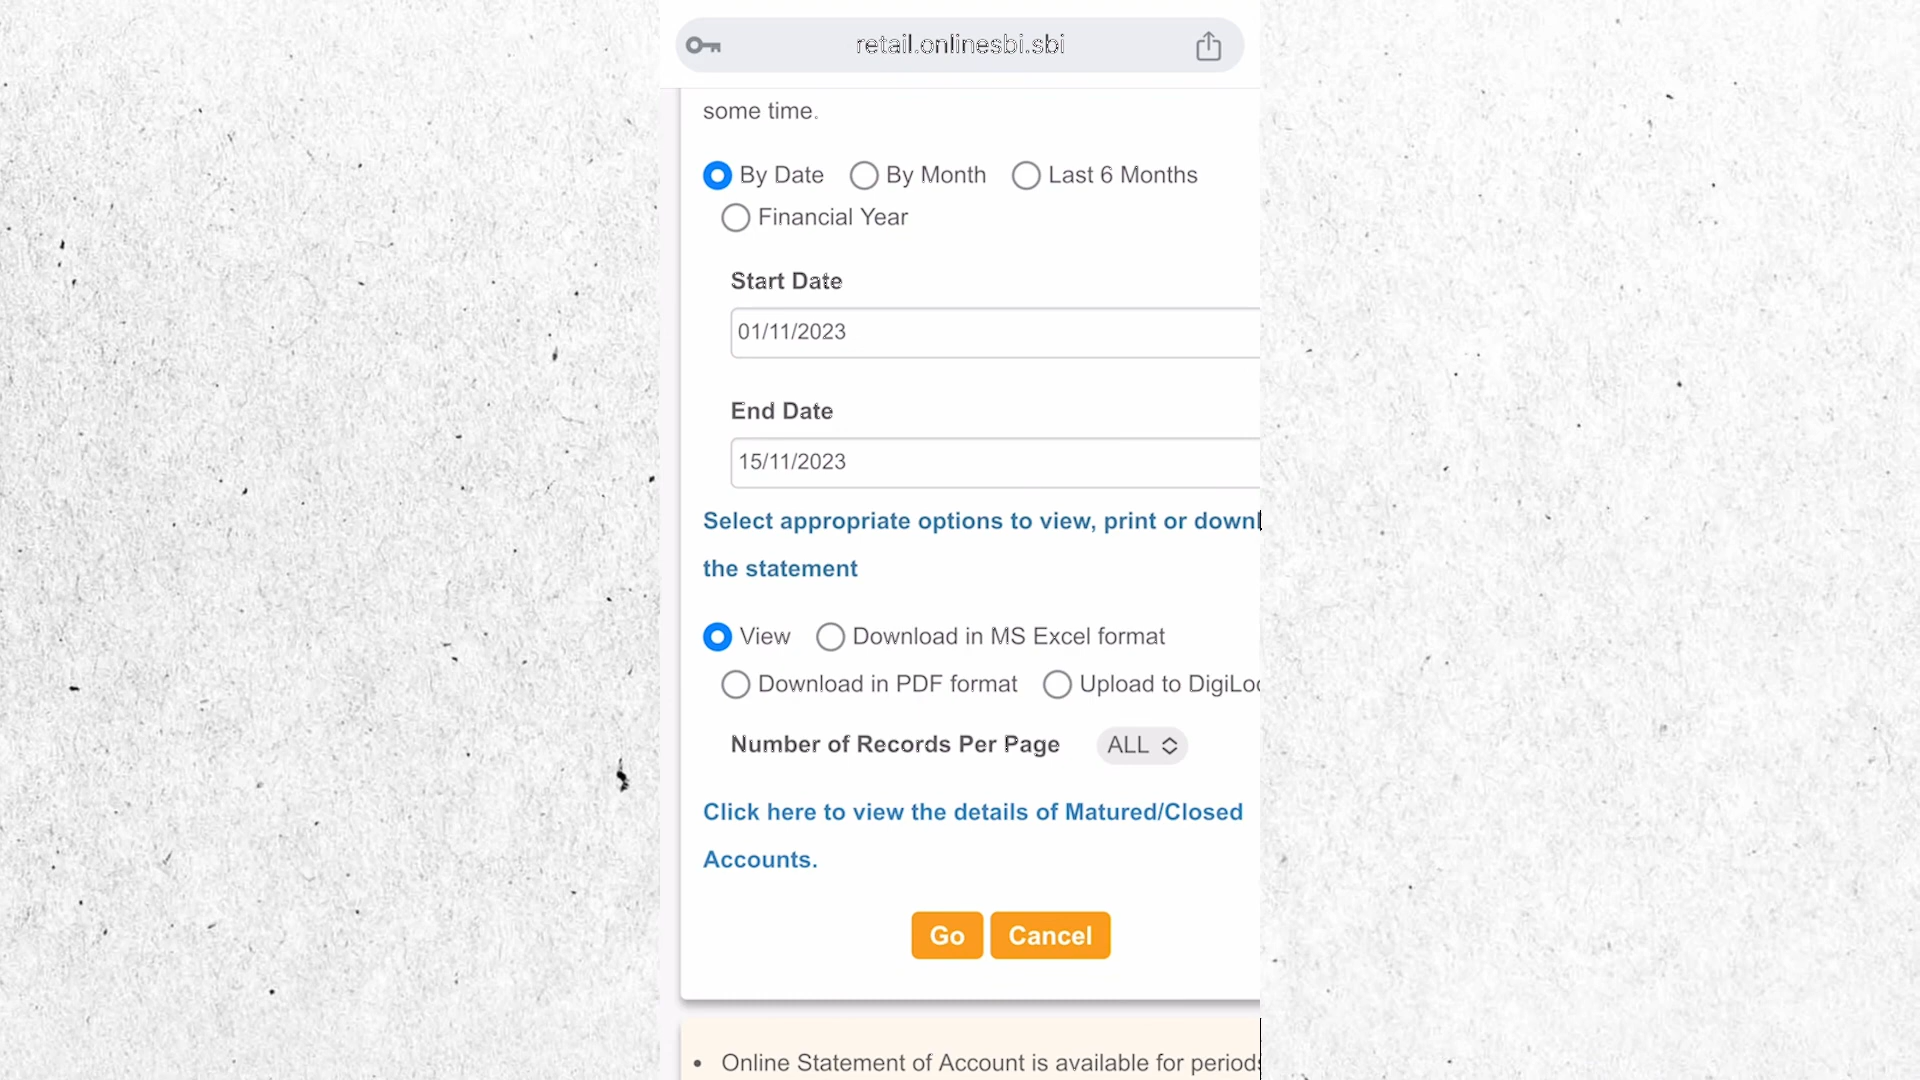 retail.onlinesbi.sbi
some time.
By Date By Month Last 6 Months
Financial Year
Start Date
01/11/2023
End Date
15/11/2023
Select appropriate options to view, print or downl
the statement
View Download in MS Excel format
Download in PDF format Upload to DigiLoc
Number of Records Per Page ALL
Click here to view the details of Matured/Closed
Accounts.
Go Cancel
• Online Statement of Account is available for periods